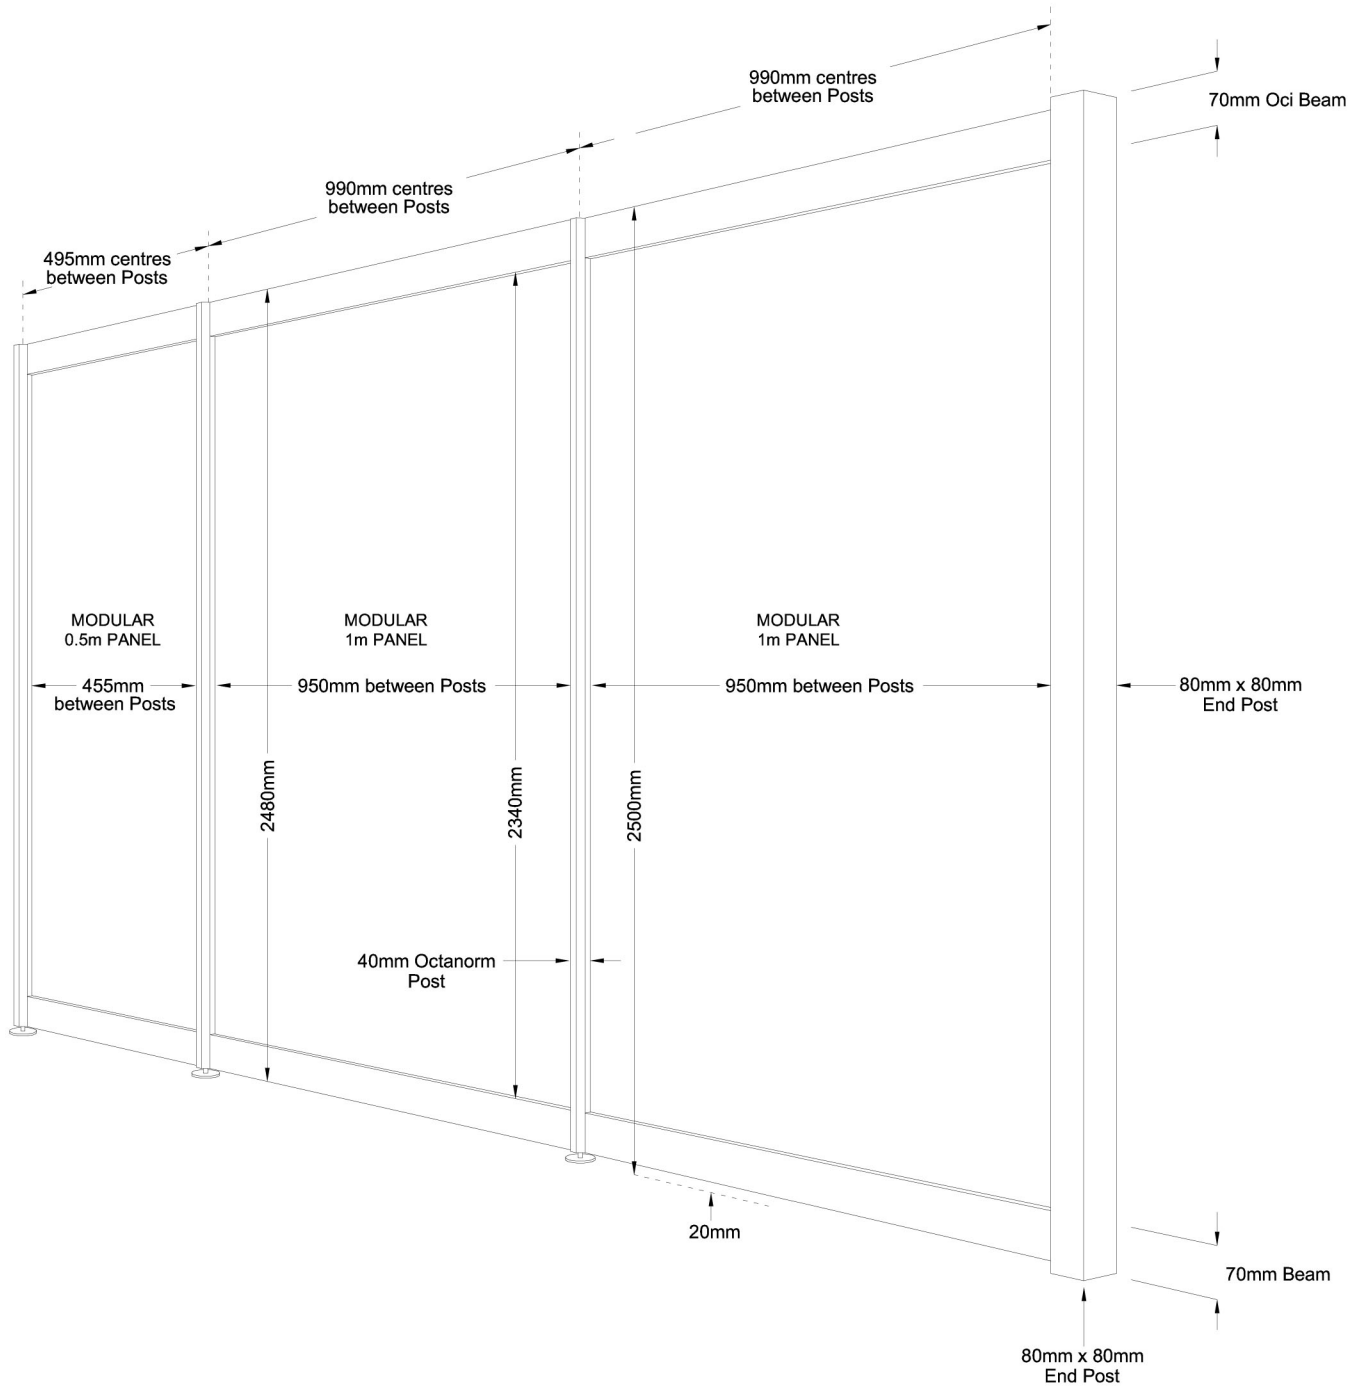 990mm centres
between Posts
70mm Oci Beam
990mm centres
between Posts
495mm centres
between Posts
MODULAR
0.5m PANEL
MODULAR
1m PANEL
MODULAR
1m PANEL
455mm
between Posts
950mm between Posts
950mm between Posts
80mm x 80mm
End Post
2480mm
2340mm
2500mm
40mm Octanorm
Post
20mm
70mm Beam
80mm x 80mm
End Post